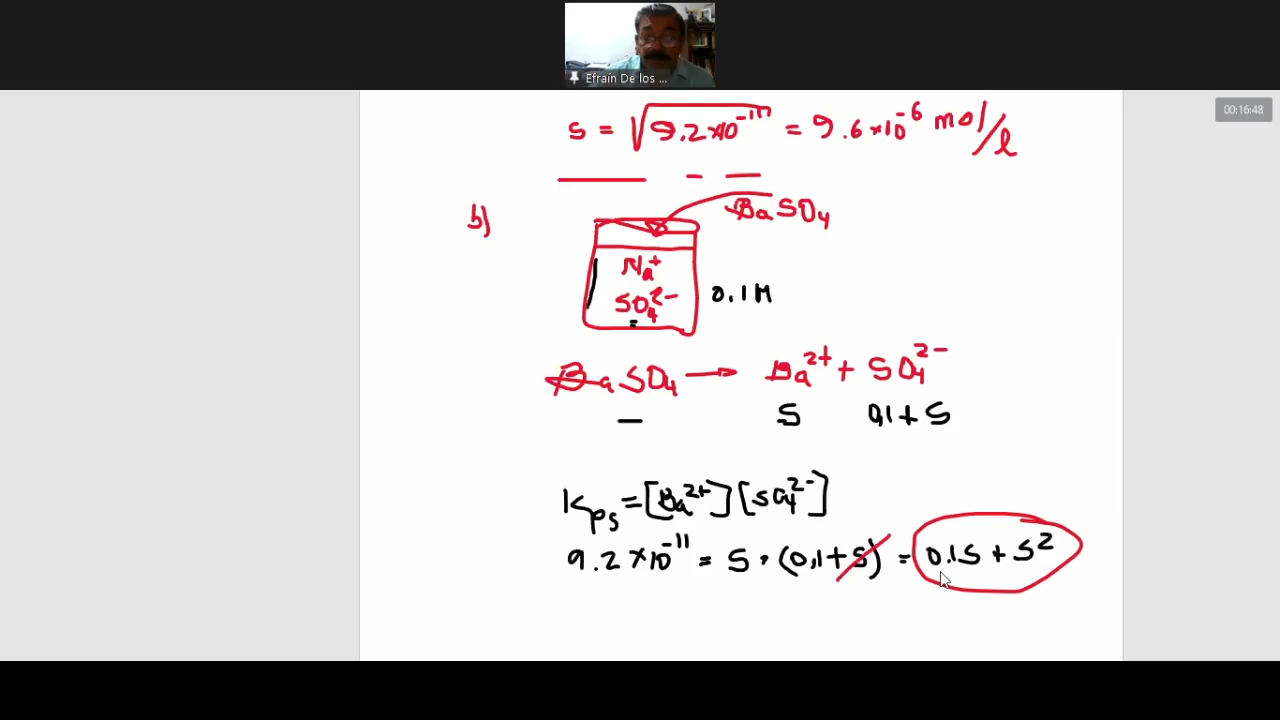 Efraín De los ...
00:16:48
s = √9.2×10⁻¹¹ = 9.6×10⁻⁶ mol/l
b)
BaSO₄
Na⁺
SO₄²⁻
0.1M
BaSO₄ → Ba²⁺ + SO₄²⁻
— S 0,1 + S
Kps = [Ba²⁺] [SO₄²⁻]
9.2×10⁻¹¹ = S · (0,1+S) = 0.1S + S²